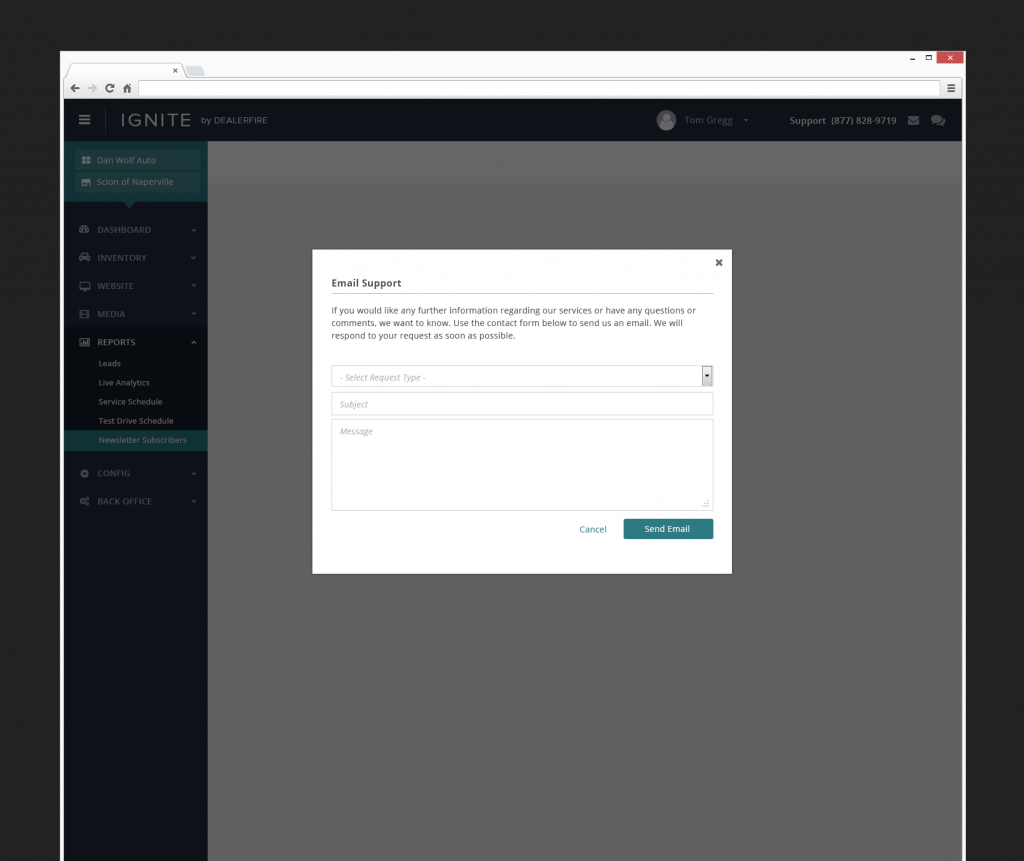 IGNITE by DEALERFIRE
Tom Gregg
Support (877) 828-9719
Dan Wolf Auto
Scion of Naperville
DASHBOARD
INVENTORY
WEBSITE
MEDIA
REPORTS
Leads
Live Analytics
Service Schedule
Test Drive Schedule
Newsletter Subscribers
CONFIG
BACK OFFICE
Email Support
If you would like any further information regarding our services or have any questions or
comments, we want to know. Use the contact form below to send us an email. We will
respond to your request as soon as possible.
- Select Request Type -
Subject
Message
Cancel
Send Email